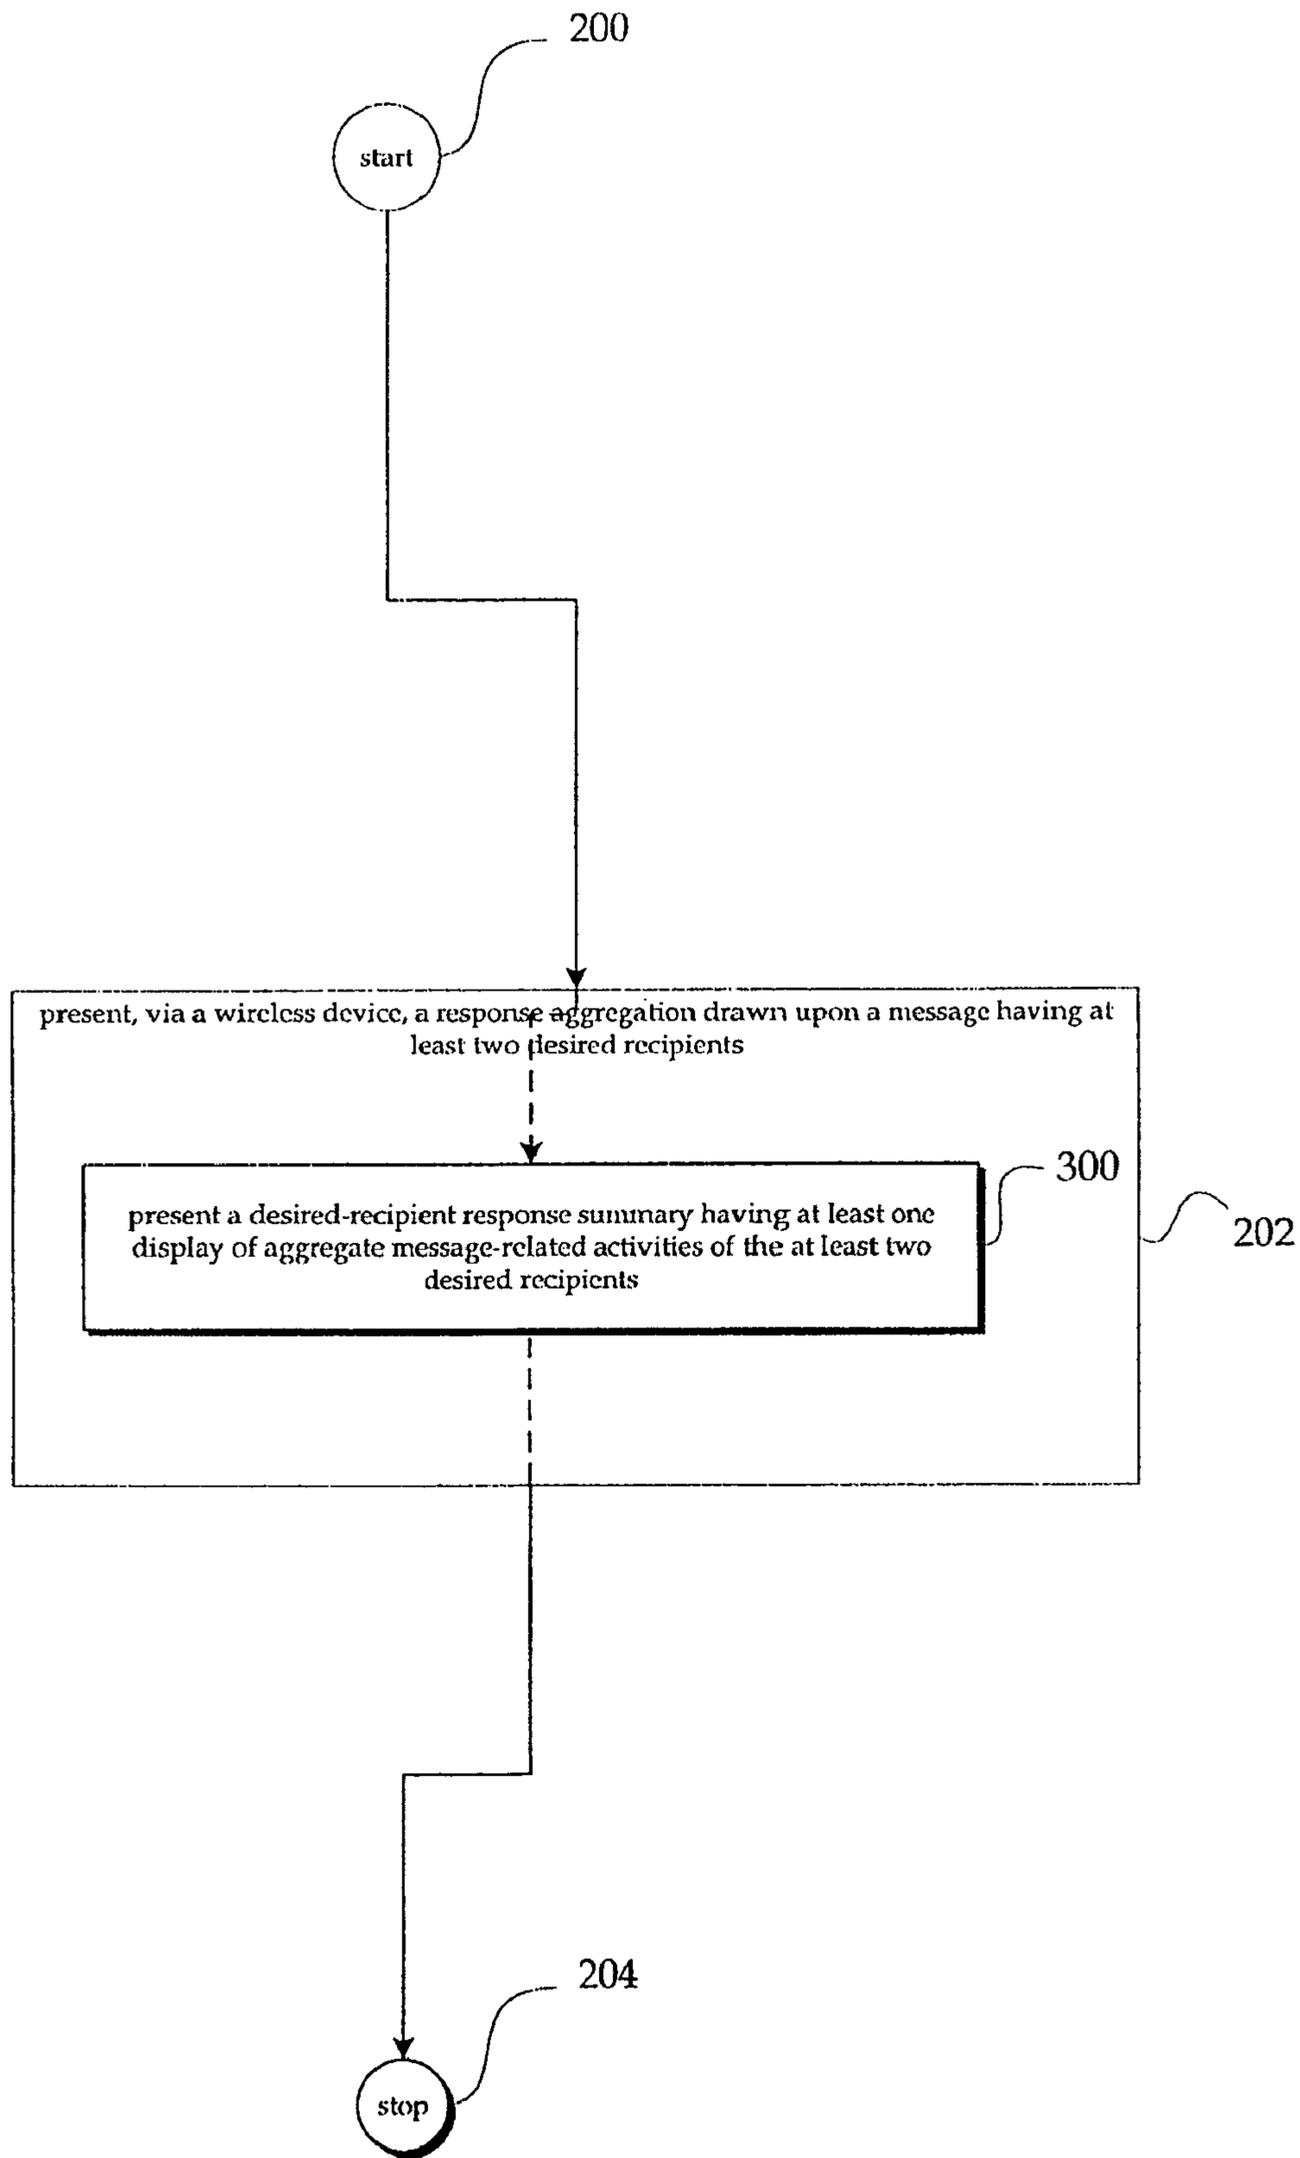 200
start
present, via a wireless device, a response aggregation drawn upon a message having at
least two desired recipients
300
present a desired-recipient response summary having at least one
display of aggregate message-related activities of the at least two
desired recipients
202
204
stop